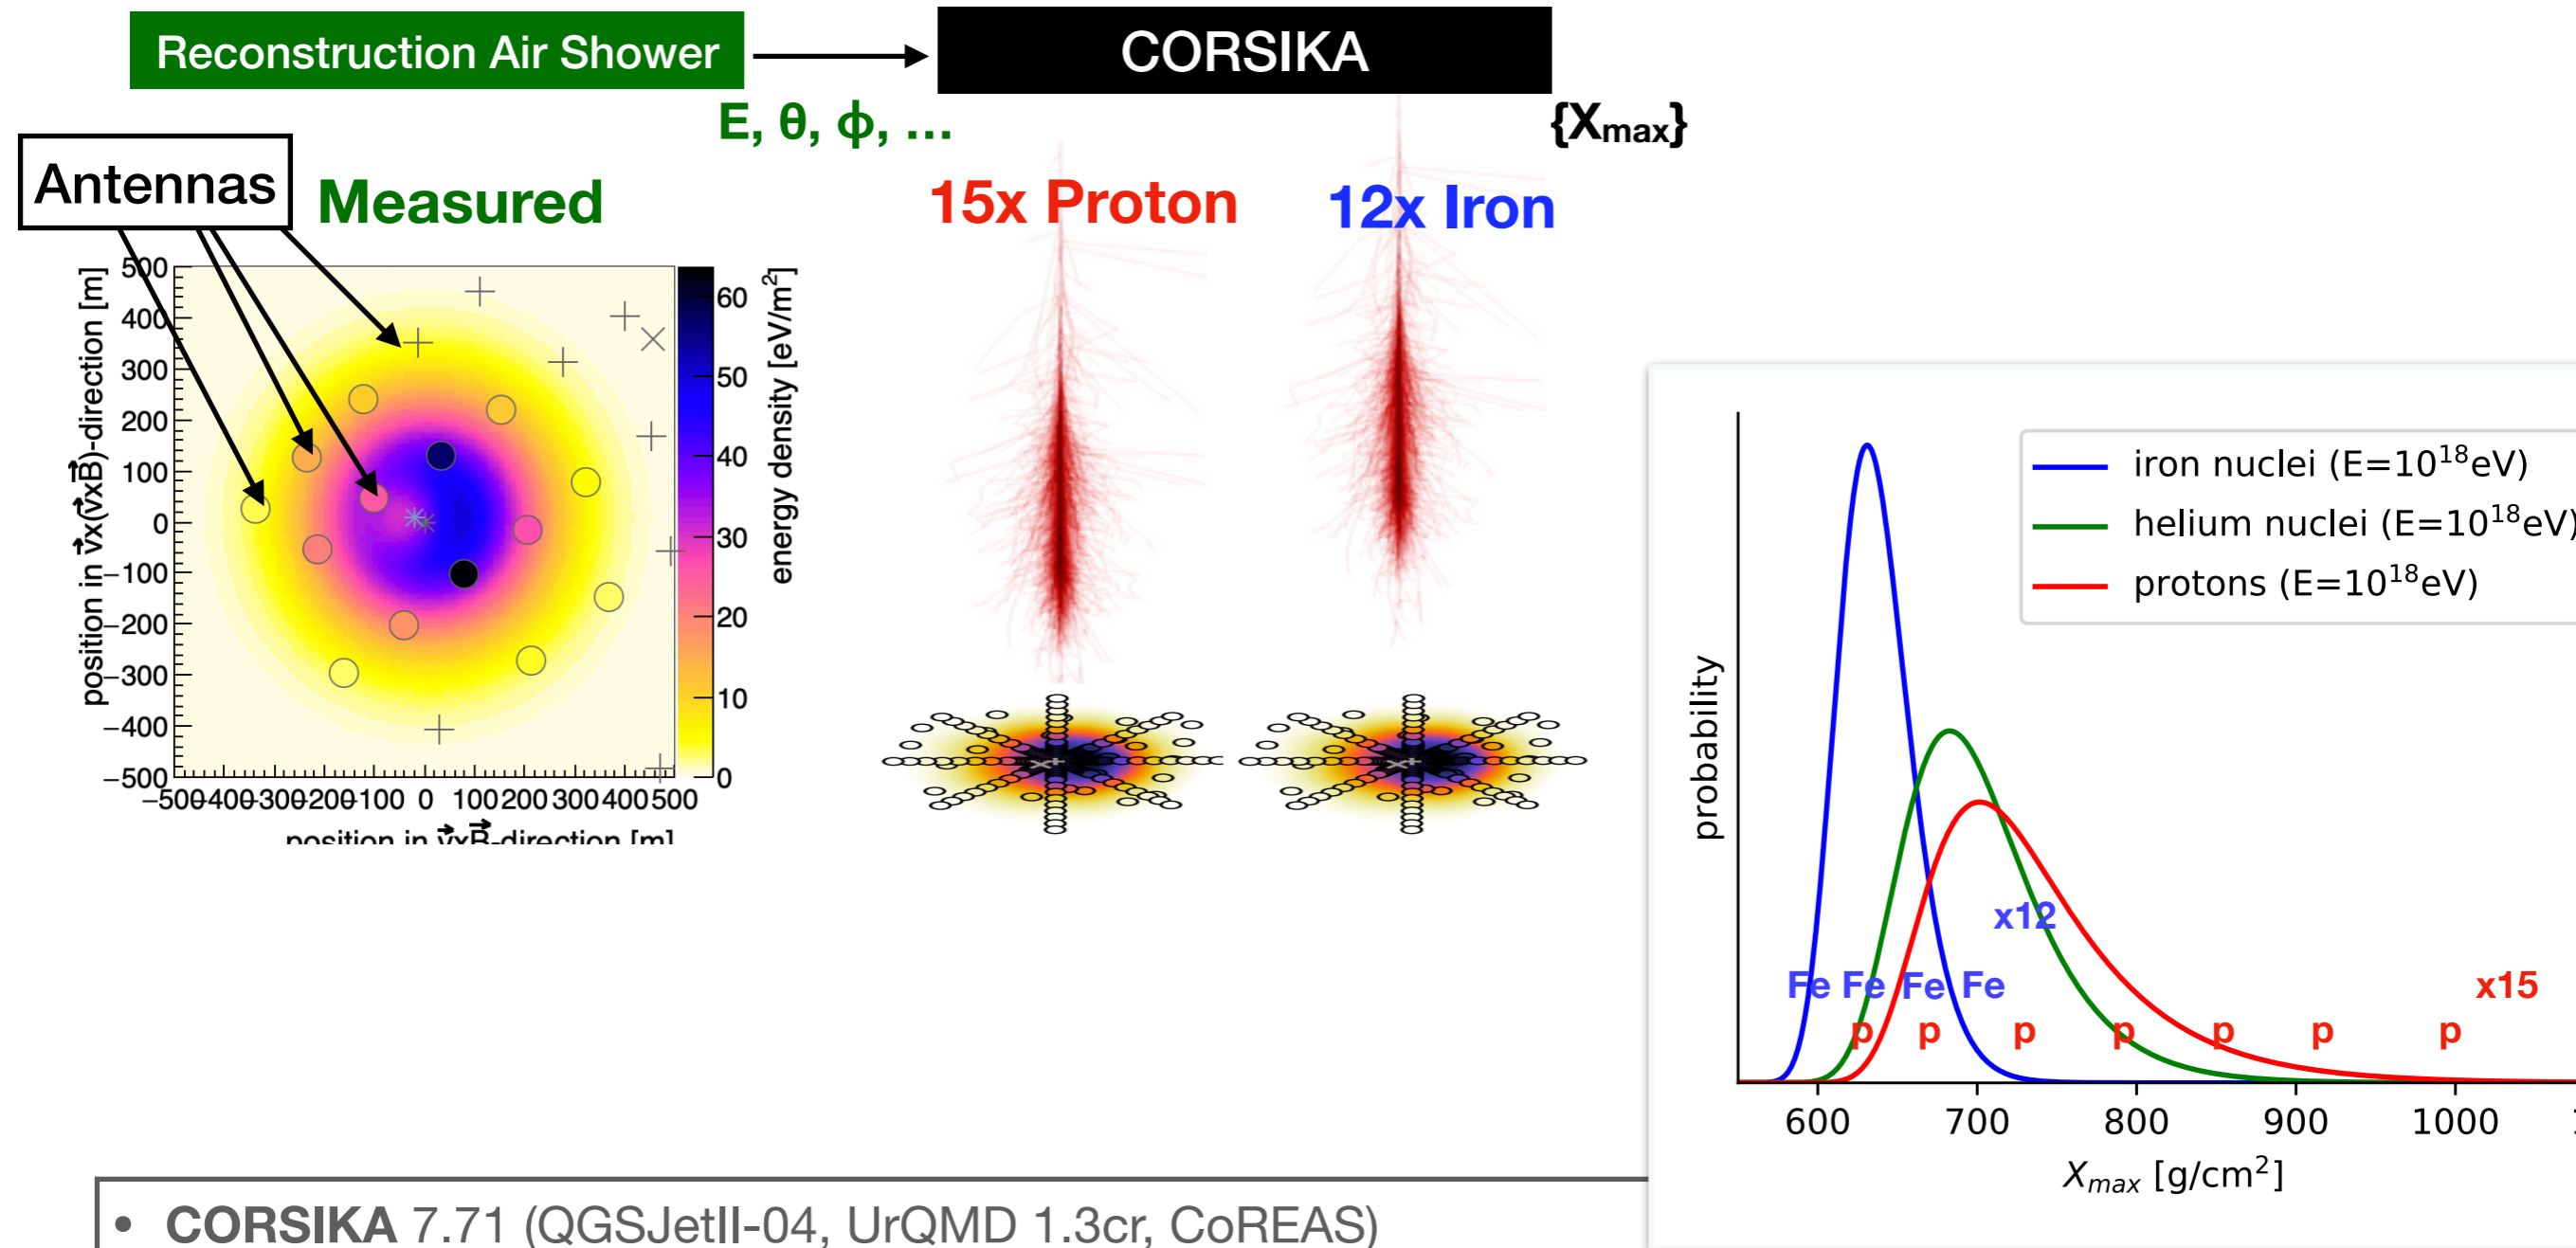 Reconstruction Air Shower
CORSIKA
E, θ, ϕ, ...
{Xmax}
Antennas
Measured
15x Proton
12x Iron
position in v⃗x(v⃗xB⃗)-direction [m]
500
400
300
200
100
0
−100
−200
−300
−400
−500
−500
−400
−300
−200
−100
0
100
200
300
400
500
position in v⃗xB⃗-direction [m]
60
50
40
30
20
10
0
energy density [eV/m²]
probability
iron nuclei (E=10¹⁸eV)
helium nuclei (E=10¹⁸eV)
protons (E=10¹⁸eV)
x12
Fe Fe Fe Fe
x15
p p p p p p p
600 700 800 900 1000
Xmax [g/cm²]
• CORSIKA 7.71 (QGSJetII-04, UrQMD 1.3cr, CoREAS)